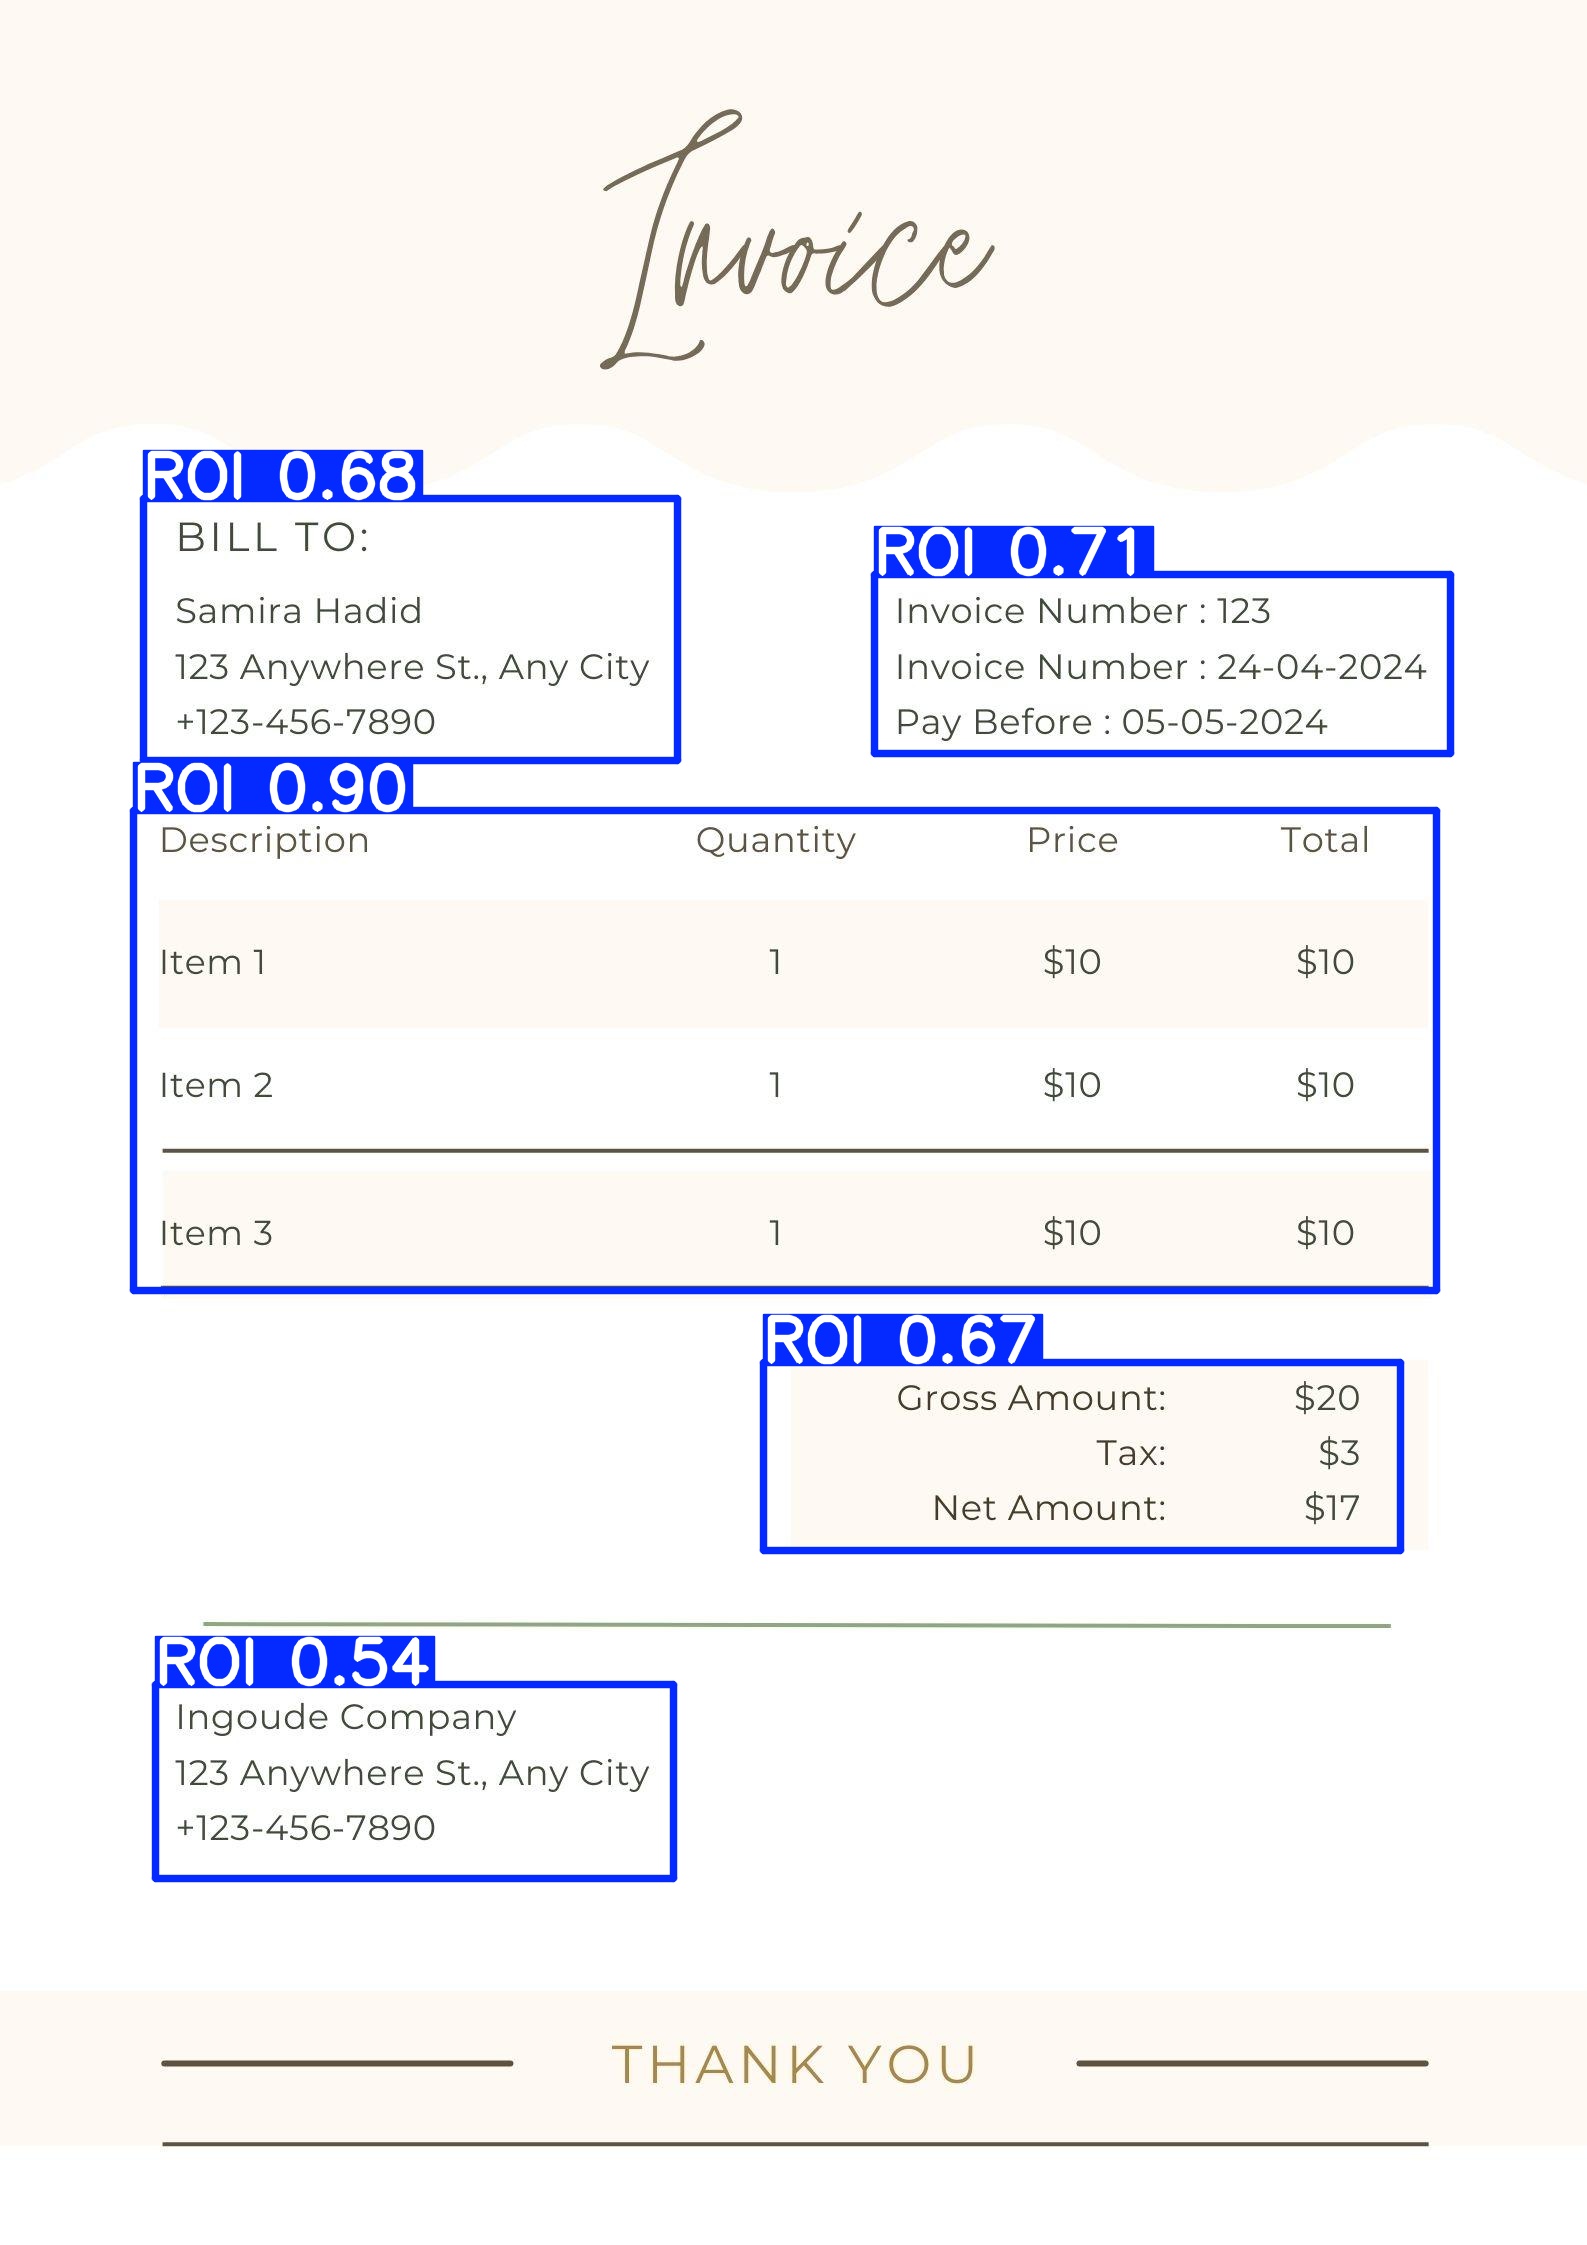 Invoice
ROI 0.68
BILL TO:
Samira Hadid
123 Anywhere St., Any City
+123-456-7890
ROI 0.71
Invoice Number : 123
Invoice Number : 24-04-2024
Pay Before : 05-05-2024
ROI 0.90
Description Quantity Price Total
Item 1 1 $10 $10
Item 2 1 $10 $10
Item 3 1 $10 $10
ROI 0.67
Gross Amount: $20
Tax: $3
Net Amount: $17
ROI 0.54
Ingoude Company
123 Anywhere St., Any City
+123-456-7890
THANK YOU